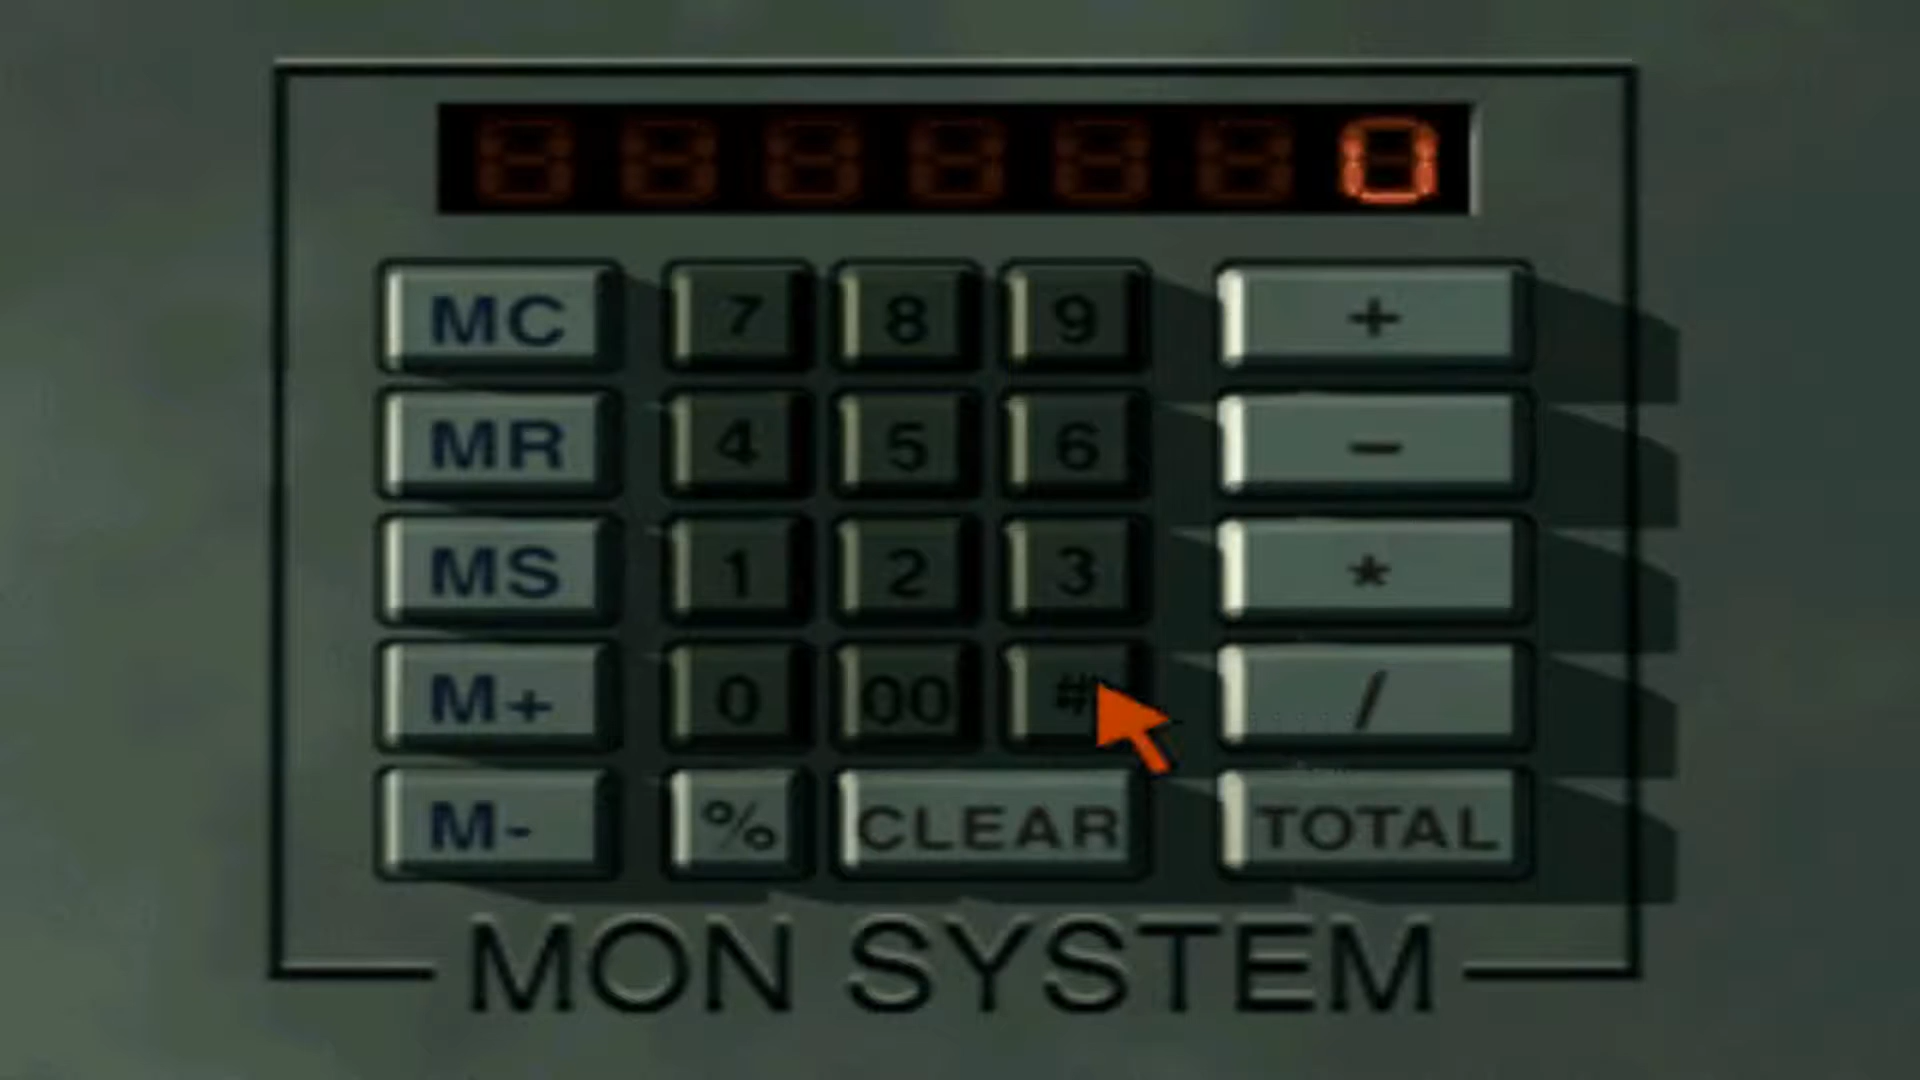 0
MC 7 8 9 +
MR 4 5 6 -
MS 1 2 3 *
M+ 0 00 # /
M- % CLEAR TOTAL
MON SYSTEM